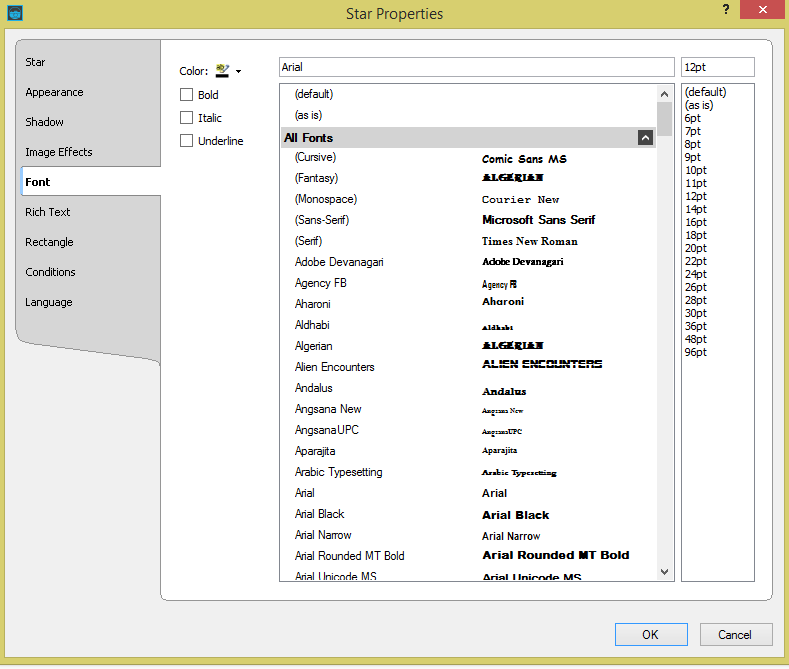 Star Properties
?
Star
Appearance
Shadow
Image Effects
Font
Rich Text
Rectangle
Conditions
Language
Color:
Bold
Italic
Underline
Arial
12pt
(default)
(as is)
All Fonts
(Cursive) Comic Sans MS
(Fantasy) ALGERIAN
(Monospace) Courier New
(Sans-Serif) Microsoft Sans Serif
(Serif) Times New Roman
Adobe Devanagari Adobe Devanagari
Agency FB Agency FB
Aharoni Aharoni
Aldhabi Aldhabi
Algerian ALGERIAN
Alien Encounters ALIEN ENCOUNTERS
Andalus Andalus
Angsana New Angsana New
AngsanaUPC AngsanaUPC
Aparajita Aparajita
Arabic Typesetting Arabic Typesetting
Arial Arial
Arial Black Arial Black
Arial Narrow Arial Narrow
Arial Rounded MT Bold Arial Rounded MT Bold
Arial Unicode MS Arial Unicode MS
(default)
(as is)
6pt
7pt
8pt
9pt
10pt
11pt
12pt
14pt
16pt
18pt
20pt
22pt
24pt
26pt
28pt
30pt
36pt
48pt
96pt
OK
Cancel